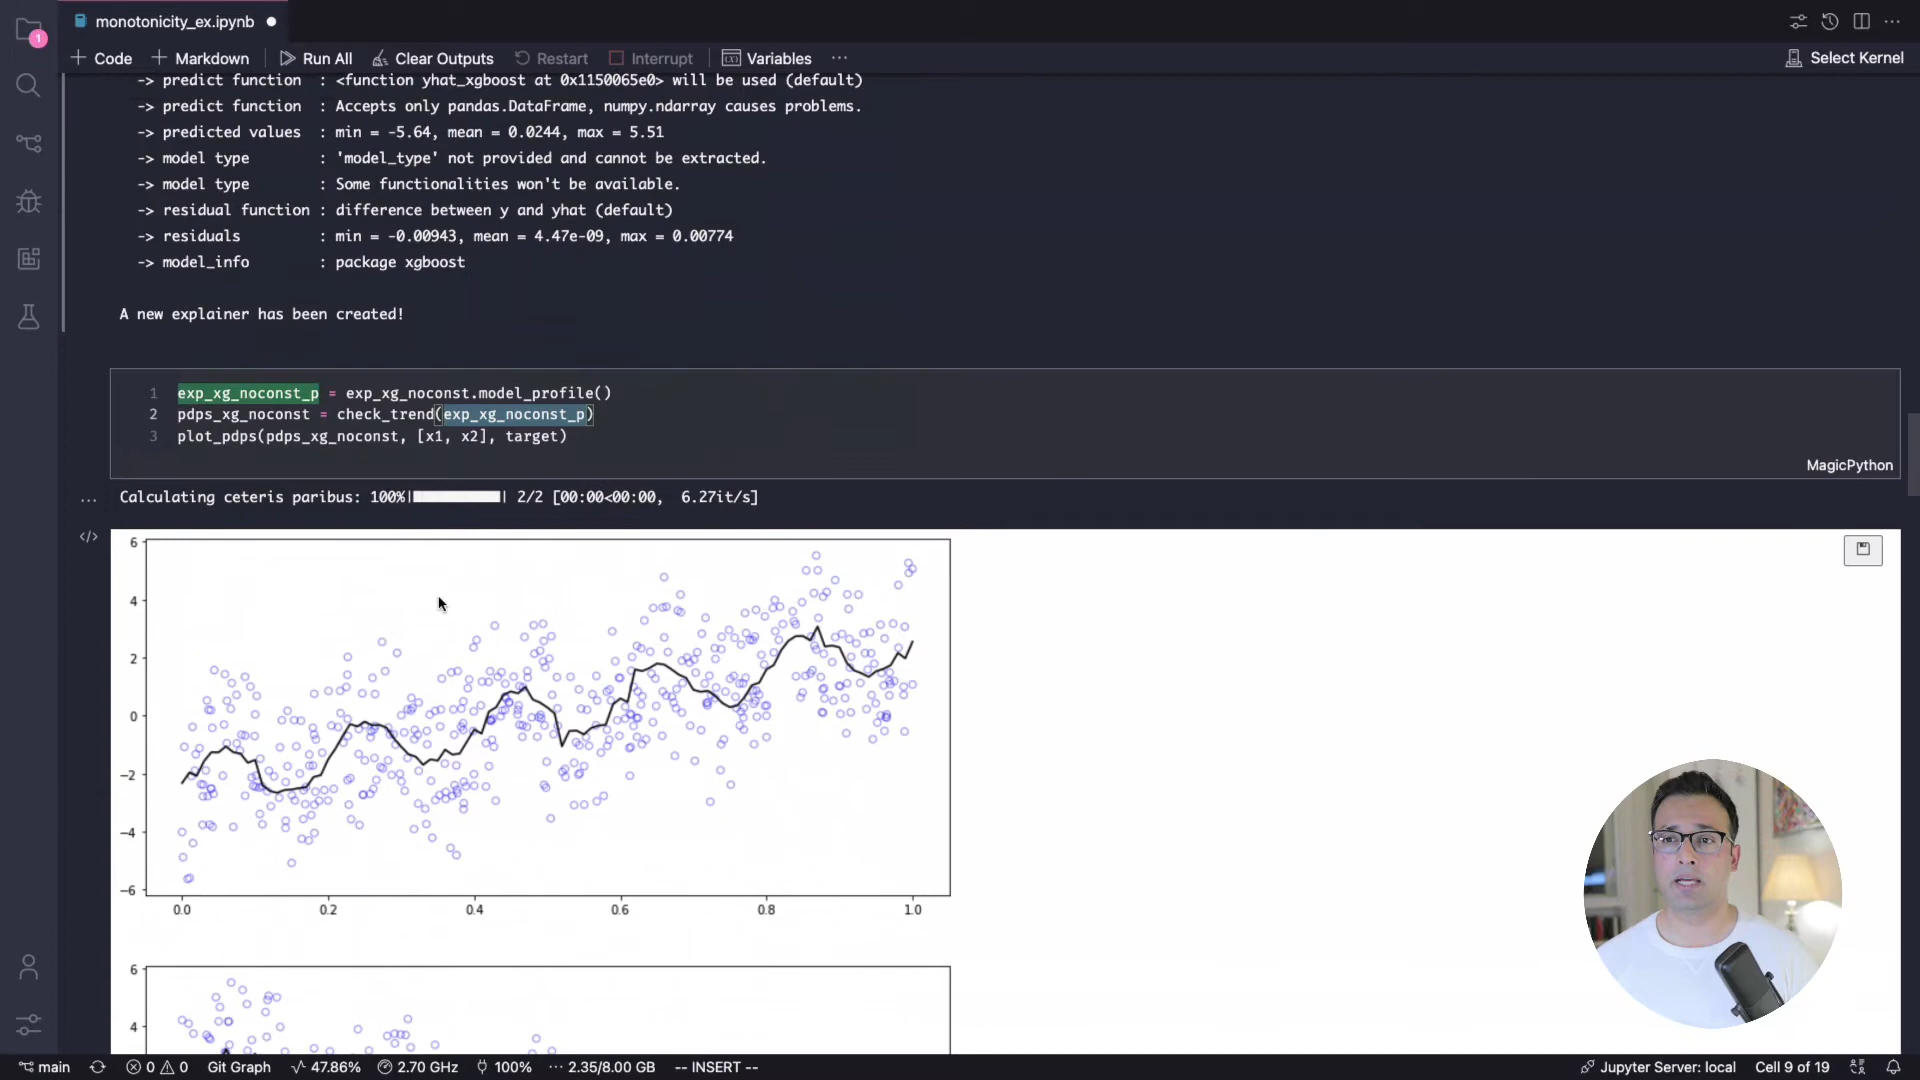 monotonicity_ex.ipynb
1
Code Markdown Run All Clear Outputs Restart Interrupt Variables ... Select Kernel
-> predict function : <function yhat_xgboost at 0x1150065e0> will be used (default)
-> predict function : Accepts only pandas.DataFrame, numpy.ndarray causes problems.
-> predicted values : min = -5.64, mean = 0.0244, max = 5.51
-> model type : 'model_type' not provided and cannot be extracted.
-> model type : Some functionalities won't be available.
-> residual function : difference between y and yhat (default)
-> residuals : min = -0.00943, mean = 4.47e-09, max = 0.00774
-> model_info : package xgboost
A new explainer has been created!
1 exp_xg_noconst_p = exp_xg_noconst.model_profile()
2 pdps_xg_noconst = check_trend(exp_xg_noconst_p)
3 plot_pdps(pdps_xg_noconst, [x1, x2], target)
MagicPython
... Calculating ceteris paribus: 100%|██████████| 2/2 [00:00<00:00, 6.27it/s]
</>
6
4
2
0
−2
−4
−6
0.0 0.2 0.4 0.6 0.8 1.0
6
4
main 0 0 Git Graph 47.86% 2.70 GHz 100% ... 2.35/8.00 GB -- INSERT -- Jupyter Server: local Cell 9 of 19